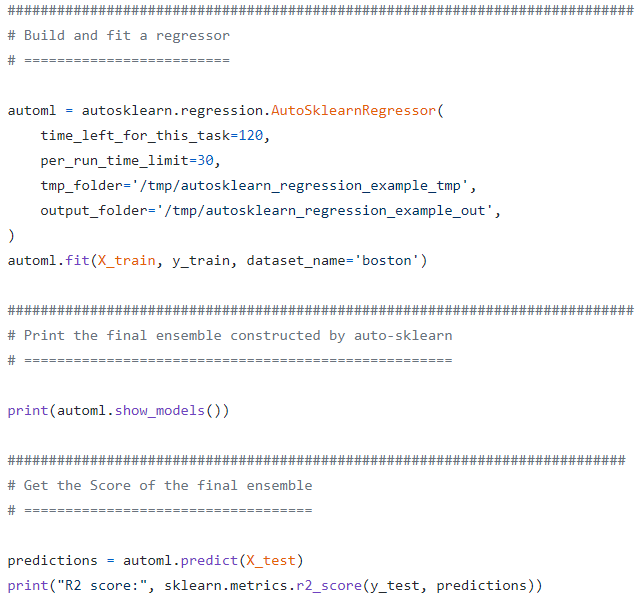 ############################################################################
# Build and fit a regressor
# =========================
automl = autosklearn.regression.AutoSklearnRegressor(
    time_left_for_this_task=120,
    per_run_time_limit=30,
    tmp_folder='/tmp/autosklearn_regression_example_tmp',
    output_folder='/tmp/autosklearn_regression_example_out',
)
automl.fit(X_train, y_train, dataset_name='boston')
############################################################################
# Print the final ensemble constructed by auto-sklearn
# ====================================================
print(automl.show_models())
###########################################################################
# Get the Score of the final ensemble
# ===================================
predictions = automl.predict(X_test)
print("R2 score:", sklearn.metrics.r2_score(y_test, predictions))